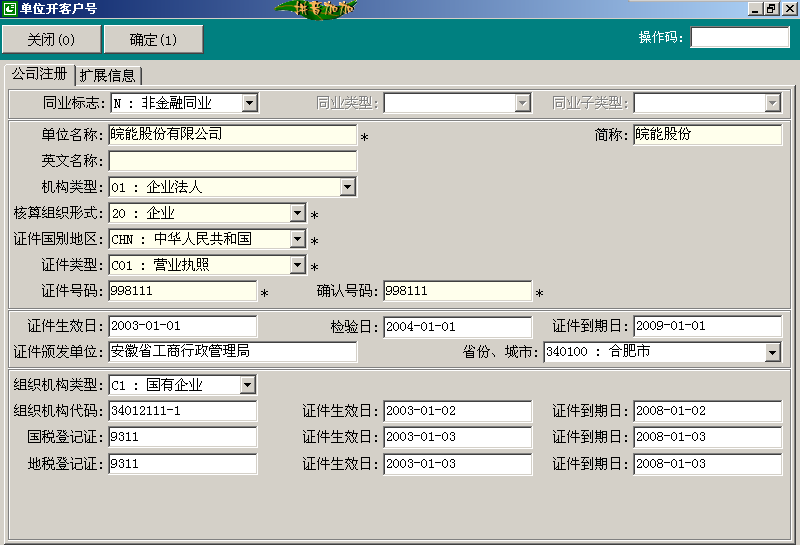 单位开客户号
拼音加加
关闭(O) 确定(1) 操作码:
公司注册 扩展信息
同业标志: N : 非金融同业 同业类型: 同业子类型:
单位名称: 皖能股份有限公司 * 简称: 皖能股份
英文名称:
机构类型: 01 : 企业法人
核算组织形式: 20 : 企业 *
证件国别地区: CHN : 中华人民共和国 *
证件类型: C01 : 营业执照 *
证件号码: 998111 * 确认号码: 998111 *
证件生效日: 2003-01-01 检验日: 2004-01-01 证件到期日: 2009-01-01
证件颁发单位: 安徽省工商行政管理局 省份、城市: 340100 : 合肥市
组织机构类型: C1 : 国有企业
组织机构代码: 34012111-1 证件生效日: 2003-01-02 证件到期日: 2008-01-02
国税登记证: 9311 证件生效日: 2003-01-03 证件到期日: 2008-01-03
地税登记证: 9311 证件生效日: 2003-01-03 证件到期日: 2008-01-03